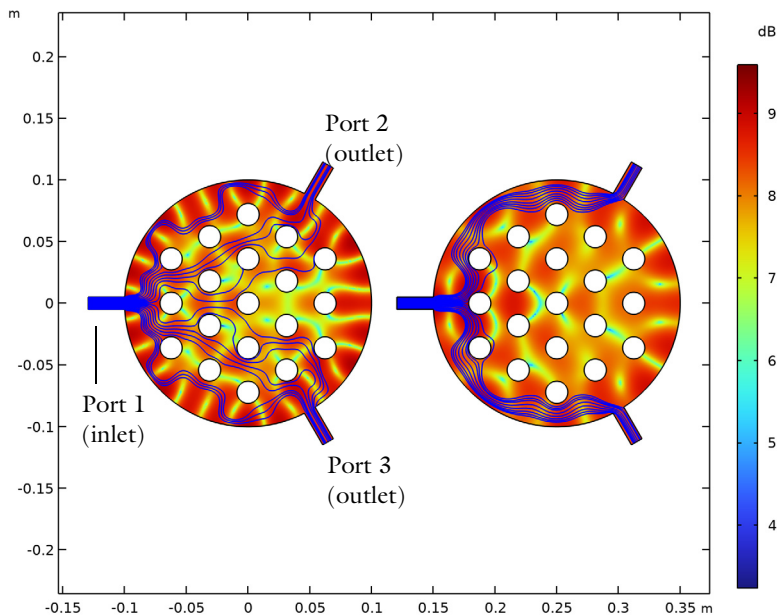 m
dB
0.2
0.15
0.1
0.05
0
-0.05
-0.1
-0.15
-0.2
Port 2
(outlet)
Port 1
(inlet)
Port 3
(outlet)
9
8
7
6
5
4
-0.15 -0.1 -0.05 0 0.05 0.1 0.15 0.2 0.25 0.3 0.35 m